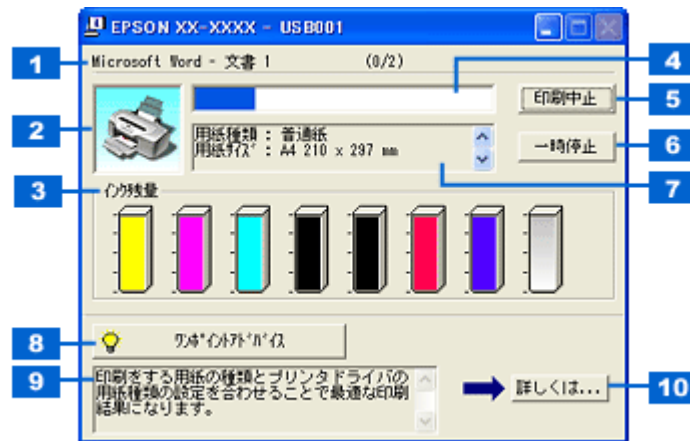 EPSON XX-XXXX - USB001
1
Microsoft Word - 文書 1 (0/2)
4
印刷中止
5
2
用紙種類 : 普通紙
用紙ｻｲｽﾞ : A4 210 x 297 mm
一時停止
6
7
3
ｲﾝｸ残量
8
ﾜﾝﾎﾟｲﾝﾄｱﾄﾞﾊﾞｲｽ
9
印刷をする用紙の種類とプリンタドライバの
用紙種類の設定を合わせることで最適な印刷
結果になります。
詳しくは...
10